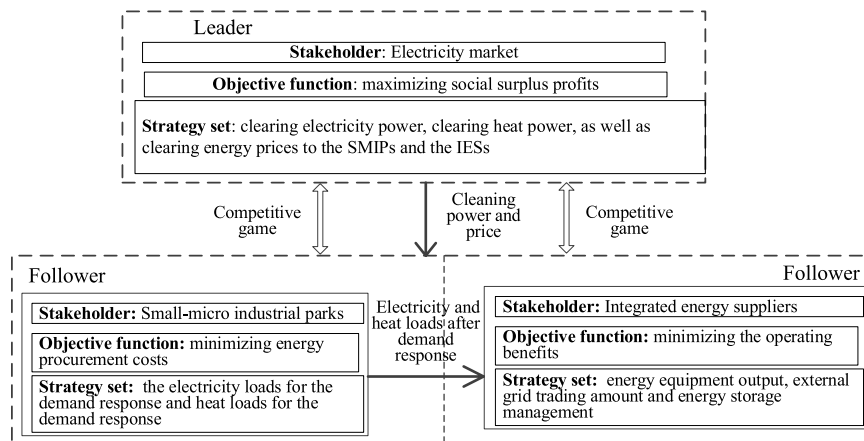 Leader
Stakeholder: Electricity market
Objective function: maximizing social surplus profits
Strategy set: clearing electricity power, clearing heat power, as well as
clearing energy prices to the SMIPs and the IESs
Competitive
game
Cleaning
power and
price
Competitive
game
Follower
Stakeholder: Small-micro industrial parks
Objective function: minimizing energy
procurement costs
Strategy set: the electricity loads for the
demand response and heat loads for the
demand response
Electricity and
heat loads after
demand
response
Follower
Stakeholder: Integrated energy suppliers
Objective function: minimizing the operating
benefits
Strategy set: energy equipment output, external
grid trading amount and energy storage
management